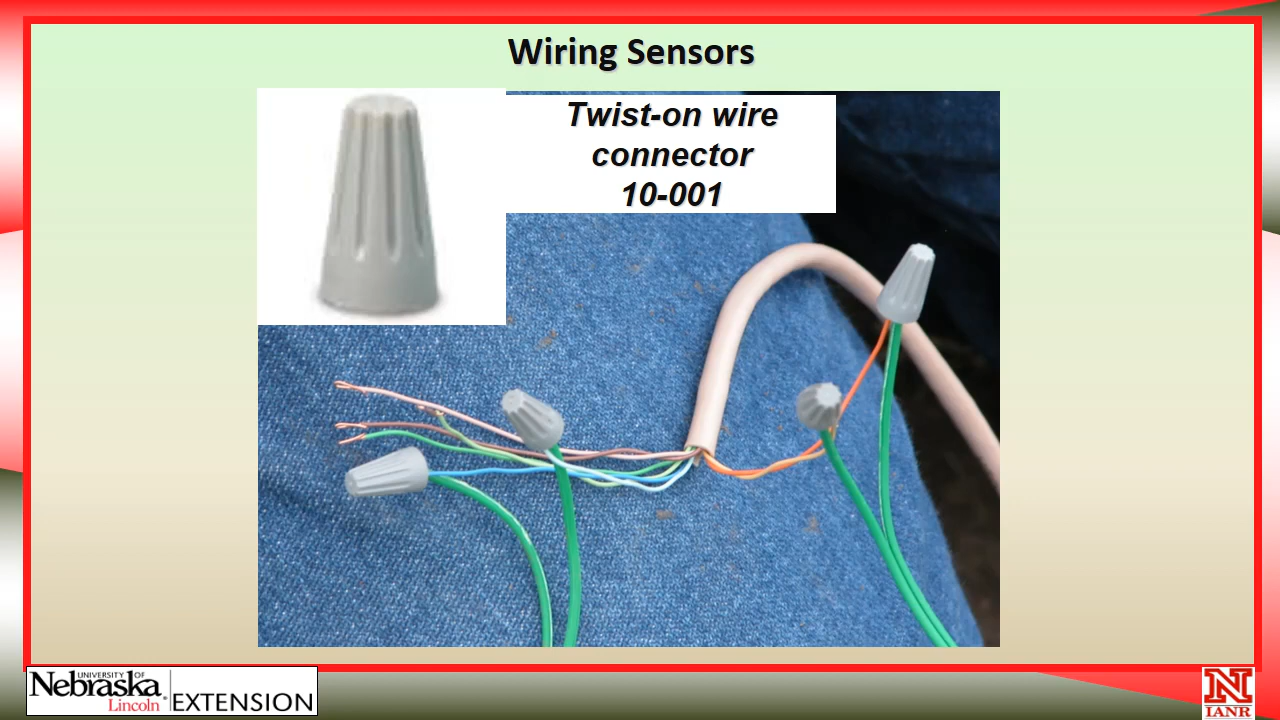 Wiring Sensors
Twist-on wire
connector
10-001
UNIVERSITY OF
Nebraska
Lincoln
EXTENSION
N
IANR